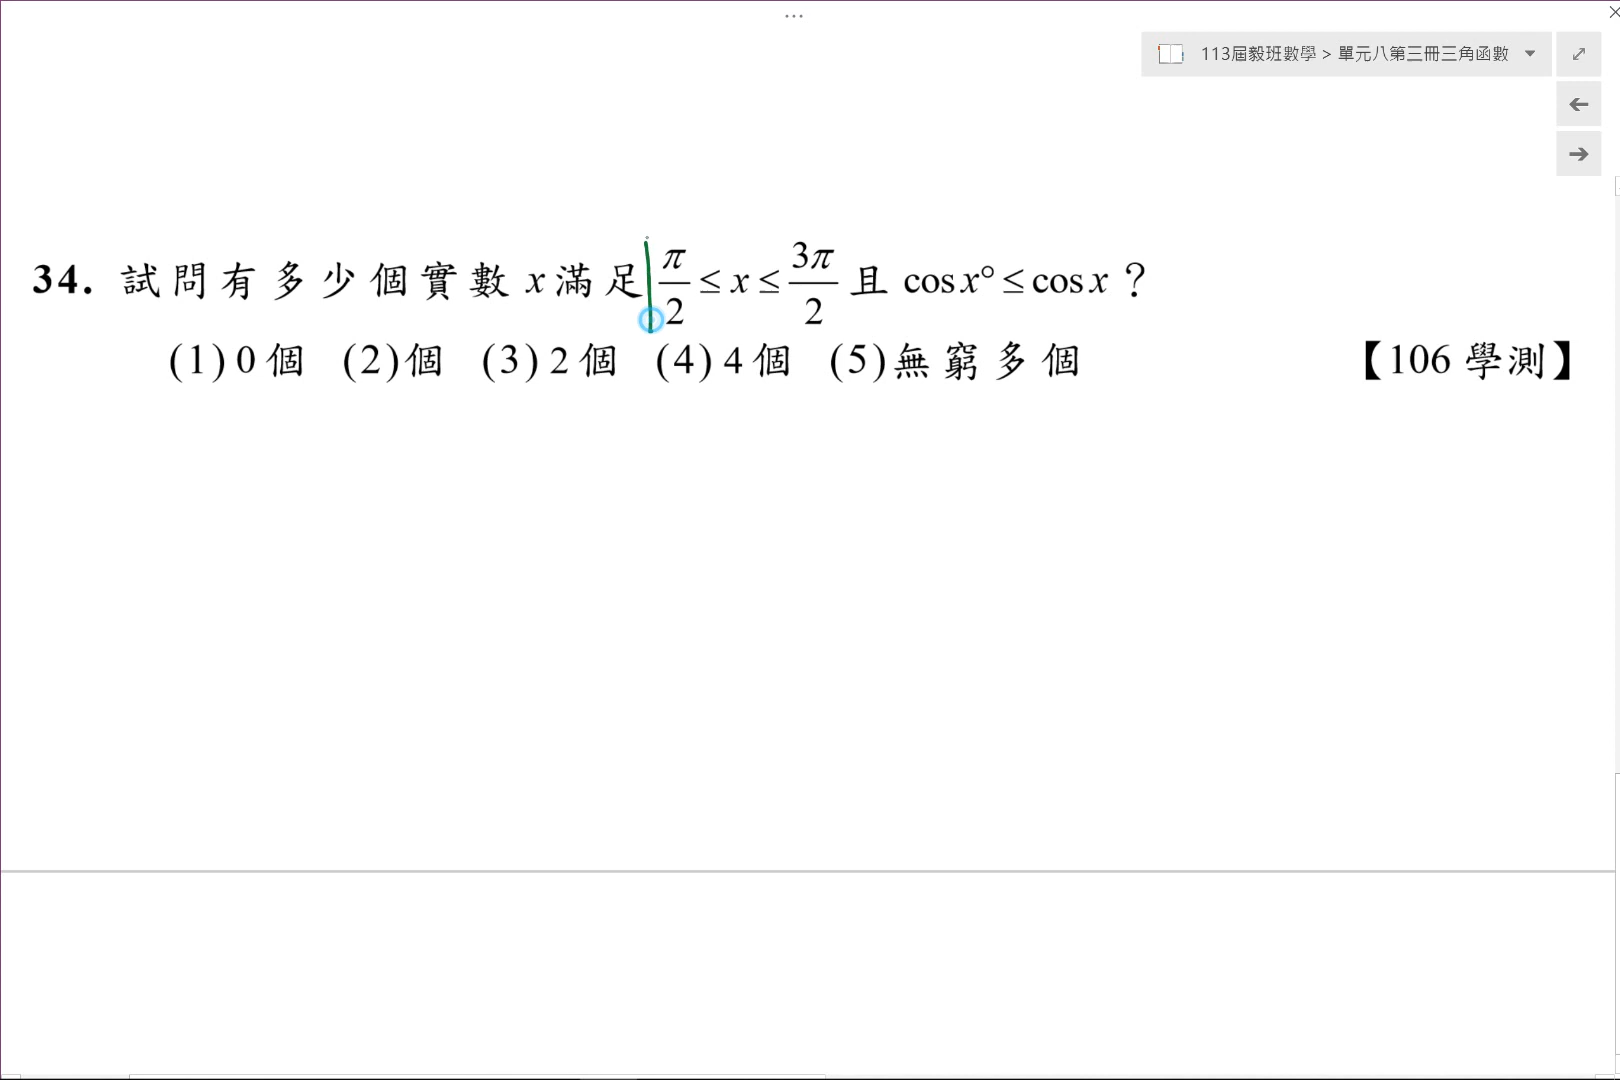 113屆毅班數學 > 單元八第三冊三角函數
34. 試問有多少個實數 x 滿足 π/2 ≤ x ≤ 3π/2 且 cos x° ≤ cos x？
(1) 0 個 (2)個 (3) 2 個 (4) 4 個 (5)無窮多個 【106 學測】